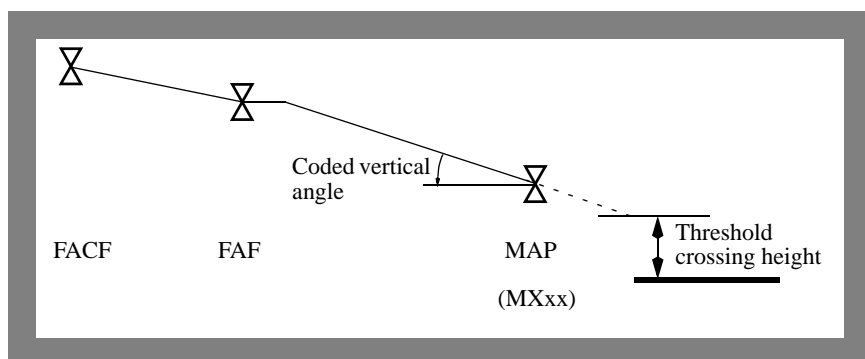 Coded vertical
angle
Threshold
crossing height
FACF
FAF
MAP
(MXxx)